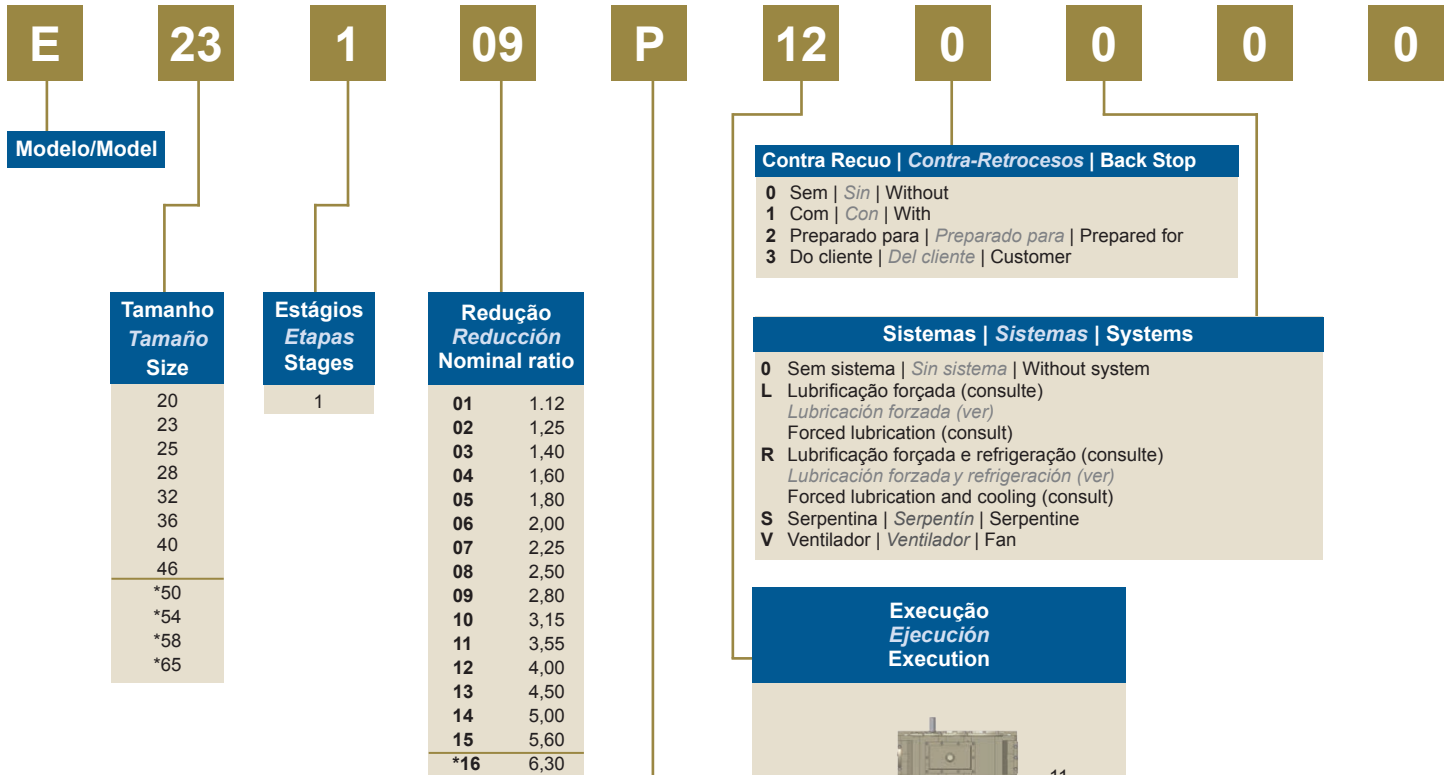 E 23 1 09 P 12 0 0 0 0
Modelo/Model
Contra Recuo | Contra-Retrocesos | Back Stop
0 Sem | Sin | Without
1 Com | Con | With
2 Preparado para | Preparado para | Prepared for
3 Do cliente | Del cliente | Customer
Tamanho
Tamaño
Size
20
23
25
28
32
36
40
46
*50
*54
*58
*65
Estágios
Etapas
Stages
1
Redução
Reducción
Nominal ratio
01 1.12
02 1,25
03 1,40
04 1,60
05 1,80
06 2,00
07 2,25
08 2,50
09 2,80
10 3,15
11 3,55
12 4,00
13 4,50
14 5,00
15 5,60
*16 6,30
Sistemas | Sistemas | Systems
0 Sem sistema | Sin sistema | Without system
L Lubrificação forçada (consulte)
Lubricación forzada (ver)
Forced lubrication (consult)
R Lubrificação forçada e refrigeração (consulte)
Lubricación forzada y refrigeración (ver)
Forced lubrication and cooling (consult)
S Serpentina | Serpentín | Serpentine
V Ventilador | Ventilador | Fan
Execução
Ejecución
Execution
11